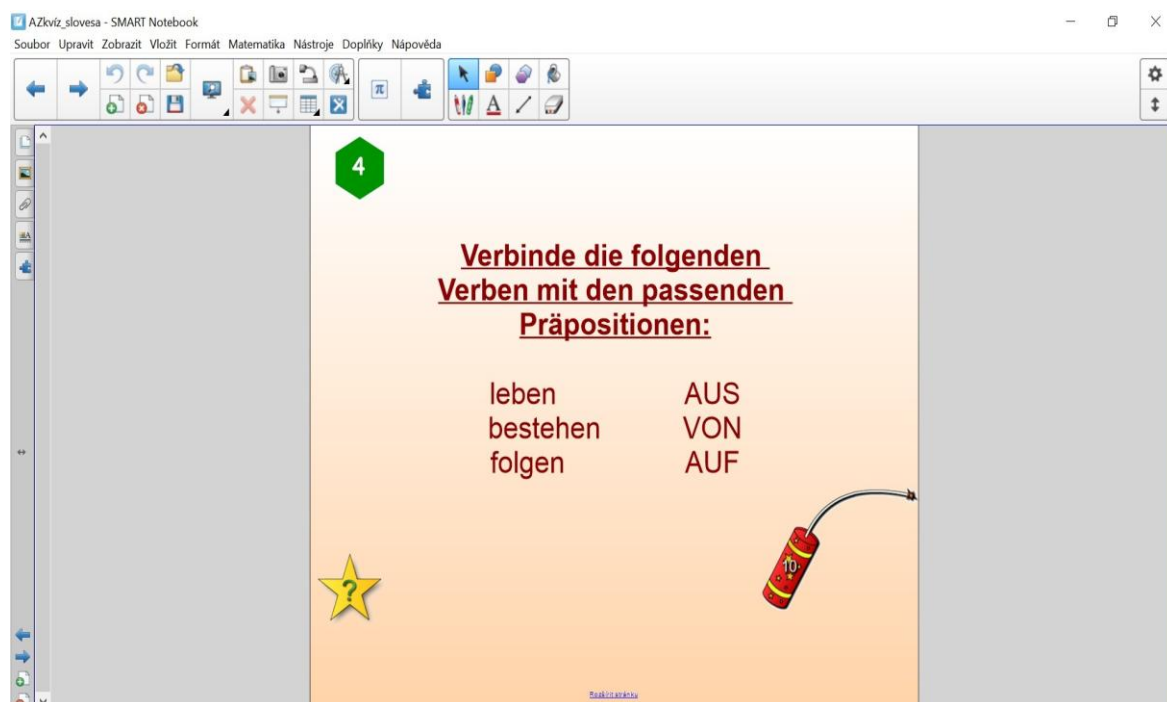 AZkvíz_slovesa - SMART Notebook
Soubor Upravit Zobrazit Vložit Formát Matematika Nástroje Doplňky Nápověda
4
Verbinde die folgenden
Verben mit den passenden
Präpositionen:
leben AUS
bestehen VON
folgen AUF
10
?